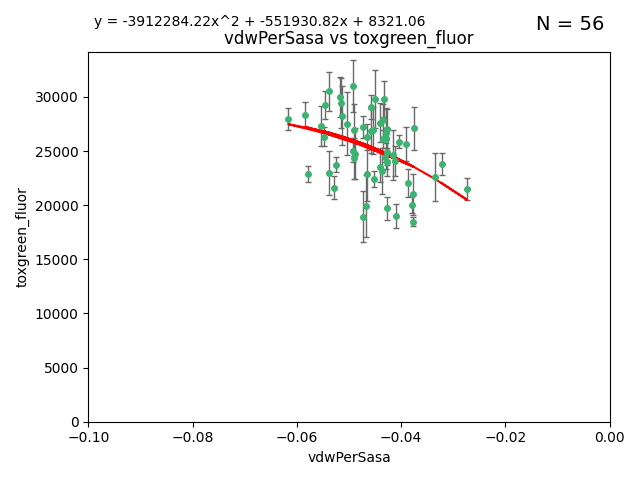 y = -3912284.22x^2 + -551930.82x + 8321.06
N = 56
vdwPerSasa vs toxgreen_fluor
toxgreen_fluor
30000
25000
20000
15000
10000
5000
0
−0.10
−0.08
−0.06
−0.04
−0.02
0.00
vdwPerSasa